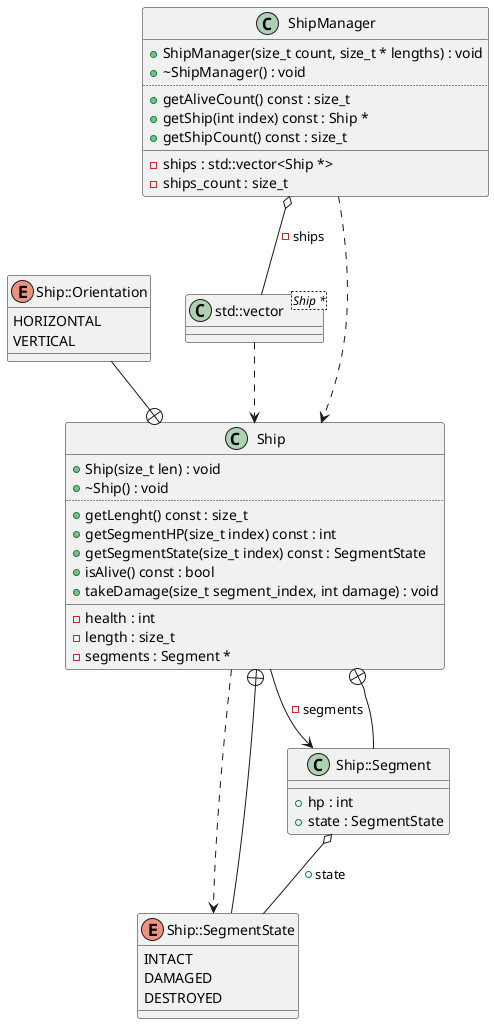 C ShipManager
ShipManager(size_t count, size_t * lengths) : void
~ShipManager() : void
getAliveCount() const : size_t
getShip(int index) const : Ship *
getShipCount() const : size_t
ships : std::vector<Ship *>
ships_count : size_t
ships
E Ship::Orientation
HORIZONTAL
VERTICAL
C std::vector
Ship *
C Ship
Ship(size_t len) : void
~Ship() : void
getLenght() const : size_t
getSegmentHP(size_t index) const : int
getSegmentState(size_t index) const : SegmentState
isAlive() const : bool
takeDamage(size_t segment_index, int damage) : void
health : int
length : size_t
segments : Segment *
segments
C Ship::Segment
hp : int
state : SegmentState
state
E Ship::SegmentState
INTACT
DAMAGED
DESTROYED